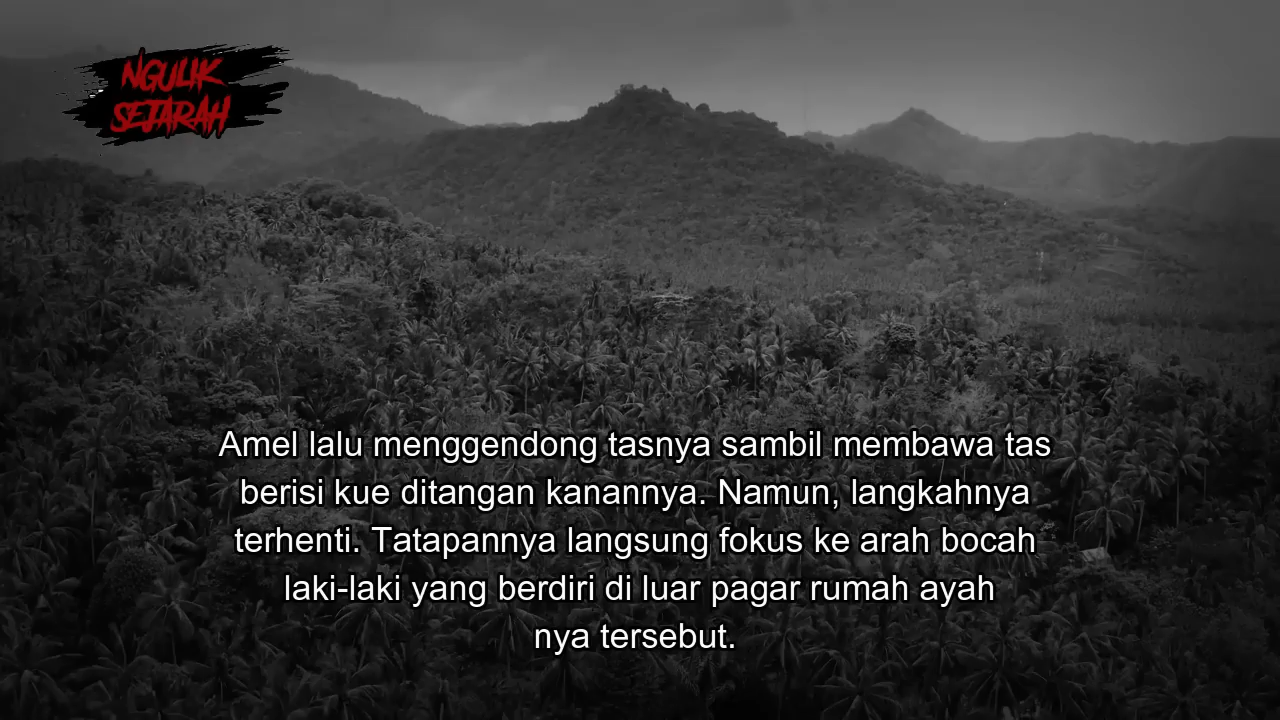 NGULIK
SEJARAH
Amel lalu menggendong tasnya sambil membawa tas
berisi kue ditangan kanannya. Namun, langkahnya
terhenti. Tatapannya langsung fokus ke arah bocah
laki-laki yang berdiri di luar pagar rumah ayah
nya tersebut.